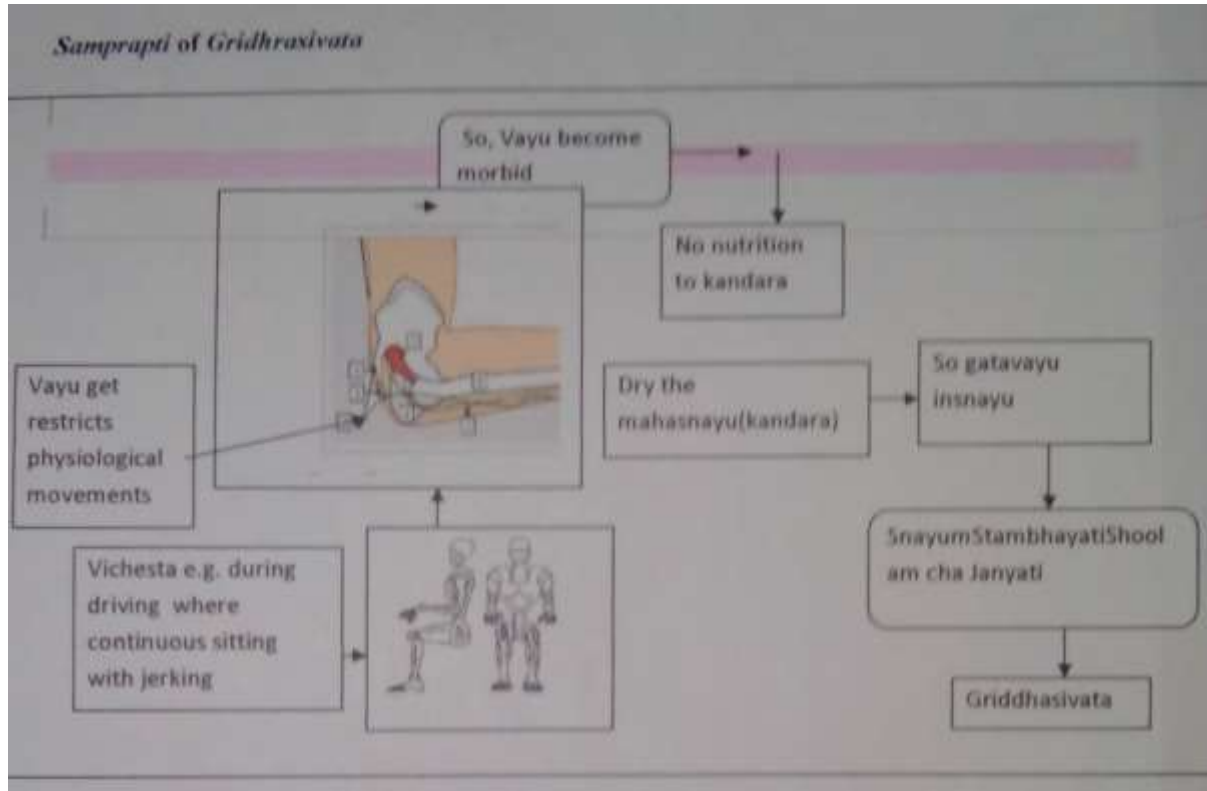 Samprapti of Gridhrasivata
So, Vayu become
morbid
No nutrition
to kandara
Vayu get
restricts
physiological
movements
Dry the
mahasnayu(kandara)
So gatavayu
insnayu
SnayumStambhayatiShool
am cha Janyati
Vichesta e.g. during
driving where
continuous sitting
with jerking
Griddhasivata